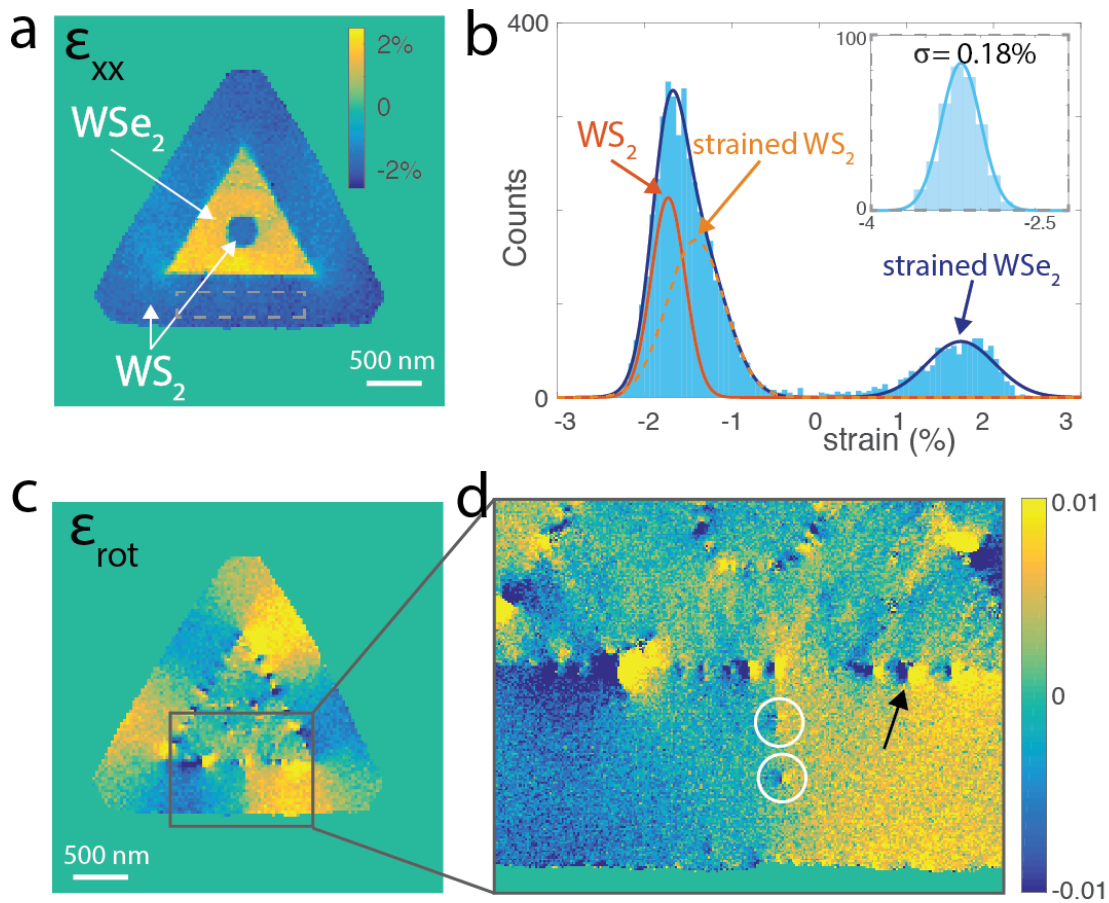 a
εxx
2%
0
-2%
WSe2
WS2
500 nm
b
400
Counts
0
-3
-2
-1
0
1
2
3
strain (%)
WS2
strained WS2
strained WSe2
100
σ= 0.18%
0
-4
-2.5
c
εrot
500 nm
d
0.01
0
-0.01